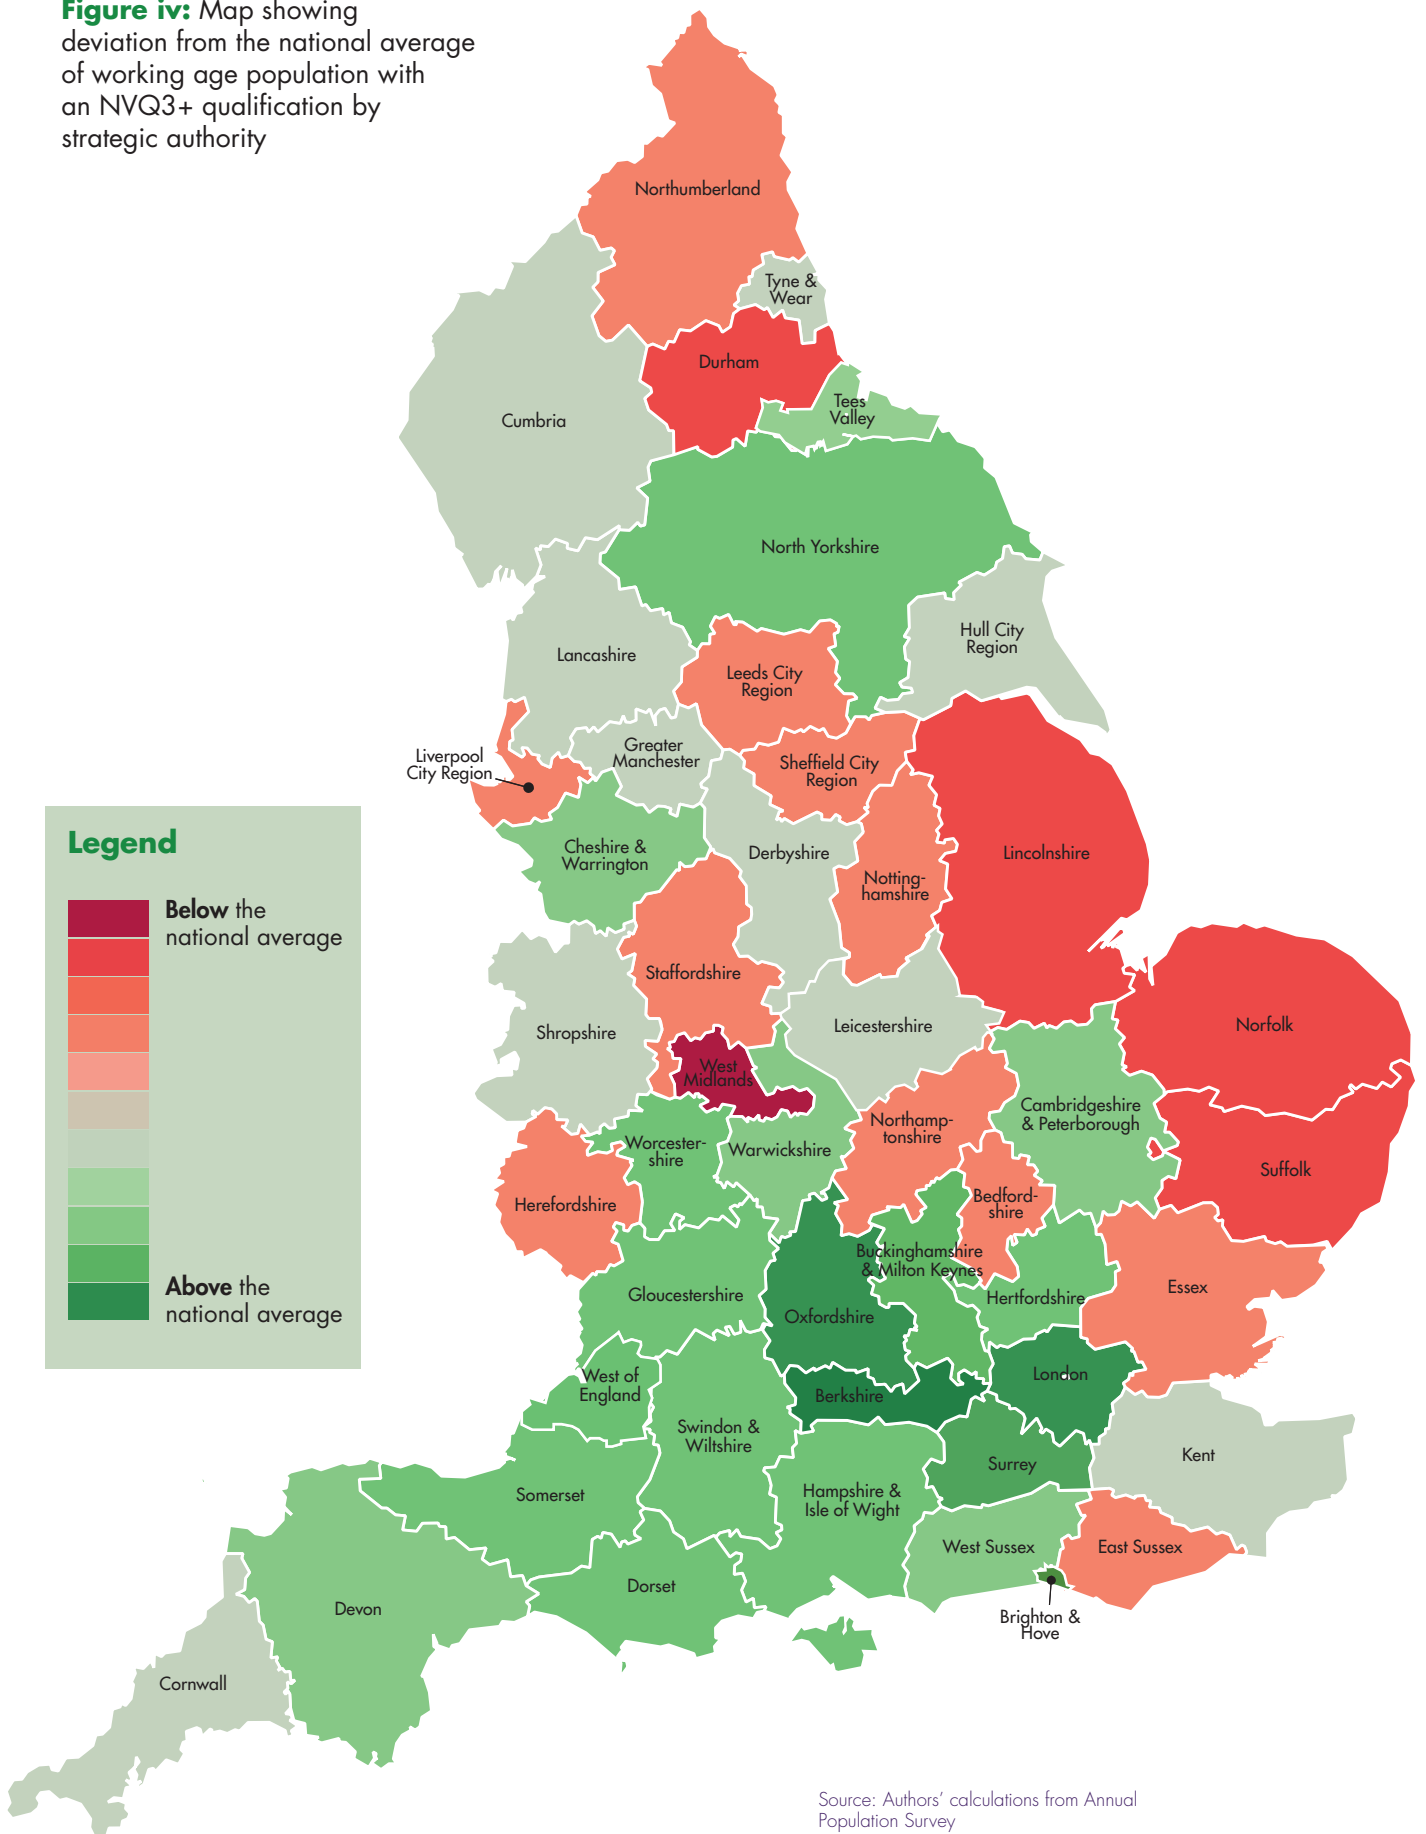 Figure iv: Map showing
deviation from the national average
of working age population with
an NVQ3+ qualification by
strategic authority
Northumberland
Tyne &
Wear
Durham
Tees
Valley
Cumbria
North Yorkshire
Hull City
Region
Lancashire
Leeds City
Region
Greater
Manchester
Liverpool
City Region
Sheffield City
Region
Cheshire &
Warrington
Derbyshire
Notting-
hamshire
Lincolnshire
Legend
Below the
national average
Above the
national average
Staffordshire
Shropshire
Leicestershire
Norfolk
West
Midlands
Cambridgeshire
& Peterborough
Northamp-
tonshire
Worcester-
shire
Warwickshire
Suffolk
Herefordshire
Bedford-
shire
Buckinghamshire
& Milton Keynes
Gloucestershire
Hertfordshire
Essex
Oxfordshire
London
West of
England
Berkshire
Swindon &
Wiltshire
Kent
Surrey
Somerset
Hampshire &
Isle of Wight
West Sussex
East Sussex
Dorset
Devon
Brighton &
Hove
Cornwall
Source: Authors’ calculations from Annual
Population Survey